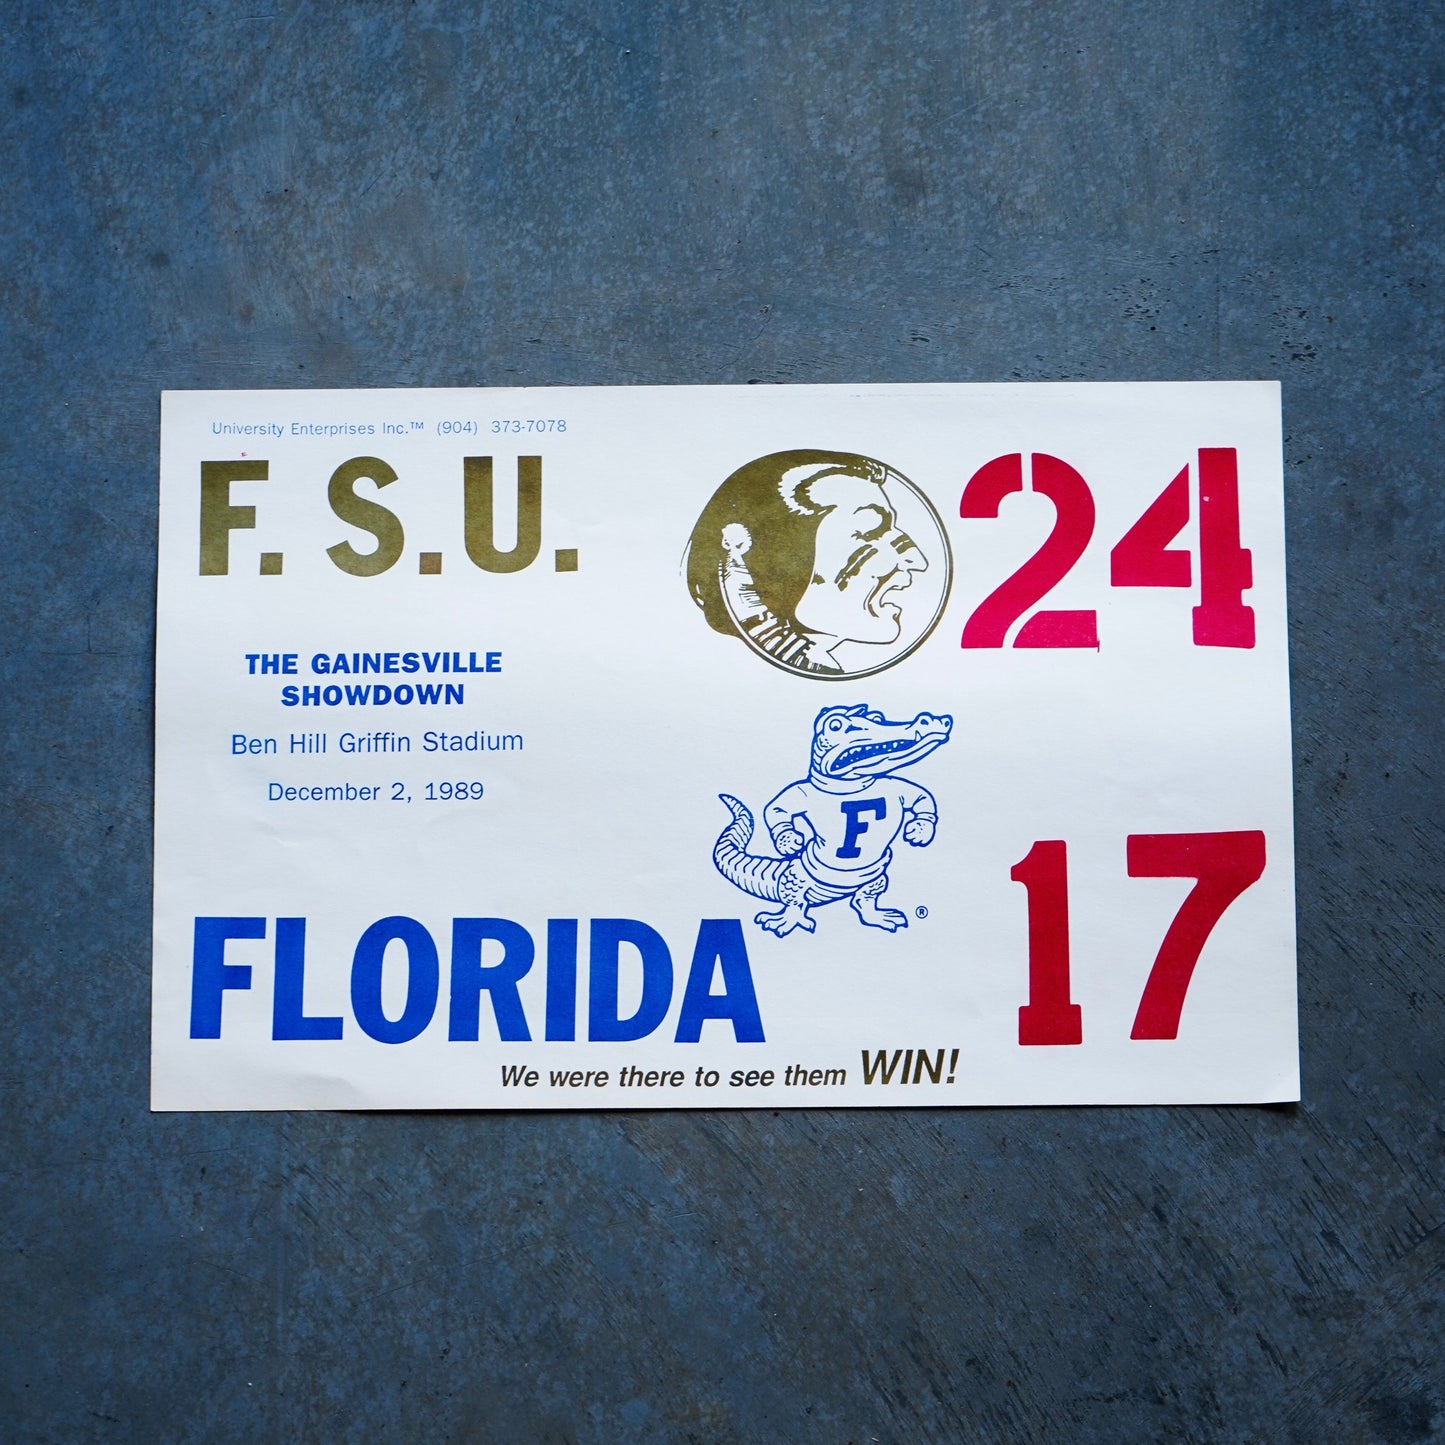 University Enterprises Inc.™ (904) 373-7078
F.S.U.
STATE
24
THE GAINESVILLE
SHOWDOWN
Ben Hill Griffin Stadium
December 2, 1989
F
®
FLORIDA
17
We were there to see them WIN!